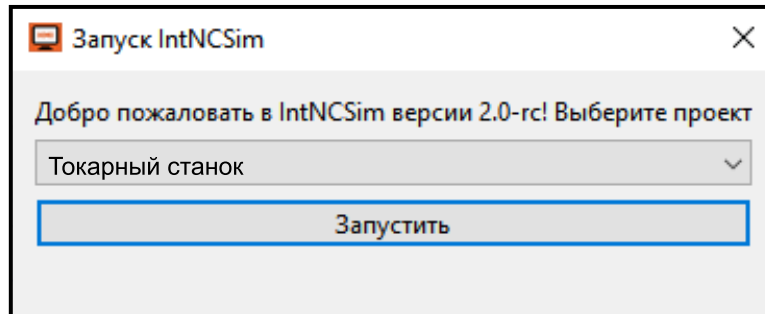 Запуск IntNCSim
Добро пожаловать в IntNCSim версии 2.0-rc! Выберите проект
Токарный станок
Запустить